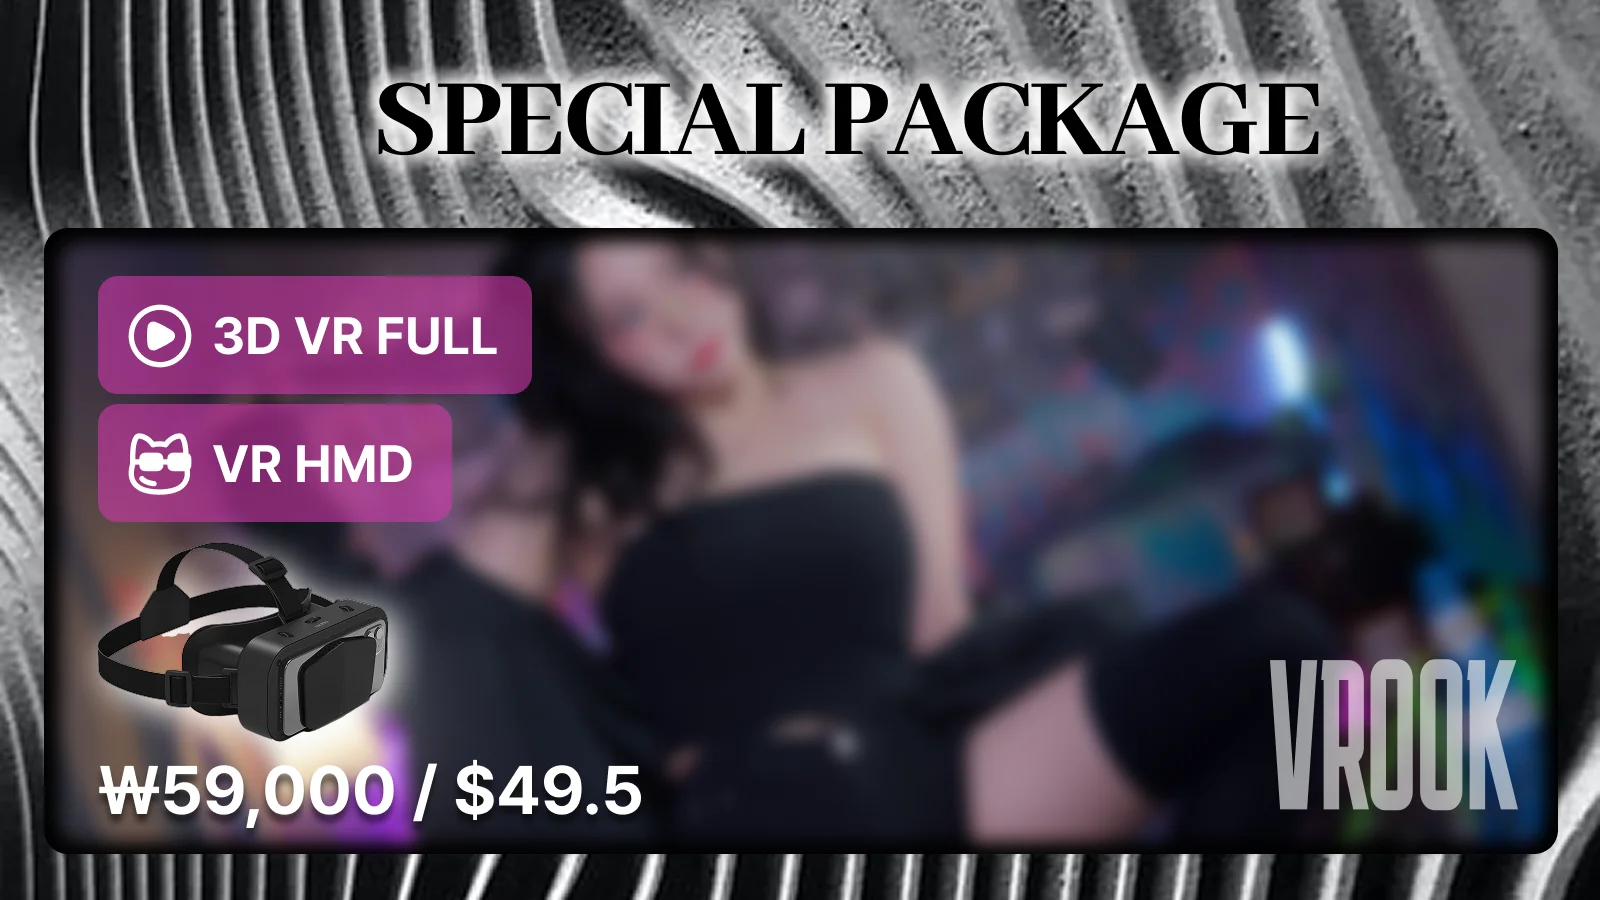 SPECIAL PACKAGE
3D VR FULL
VR HMD
₩59,000 / $49.5
VROOK